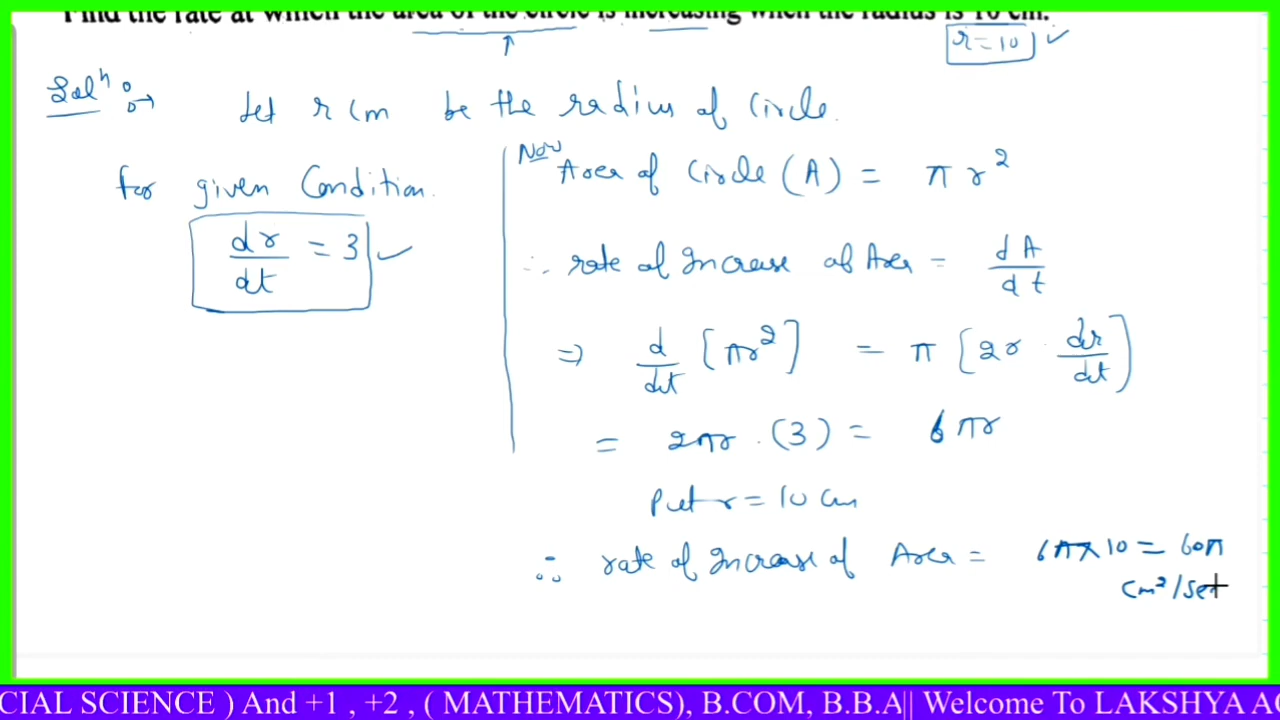 Find the rate at which the area of the circle is increasing when the radius is 10 cm.
r = 10
Solⁿ :→ Let r cm be the radius of Circle.
for given Condition.
dr/dt = 3
Now
Area of Circle (A) = πr²
∴ rate of Increase of Area = dA/dt
⇒ d/dt [πr²] = π [2r · dr/dt]
= 2πr · (3) = 6πr
Put r = 10 cm
∴ rate of Increase of Area = 6π × 10 = 60π
cm²/sec
CIAL SCIENCE ) And +1 , +2 , ( MATHEMATICS), B.COM, B.B.A|| Welcome To LAKSHYA AC